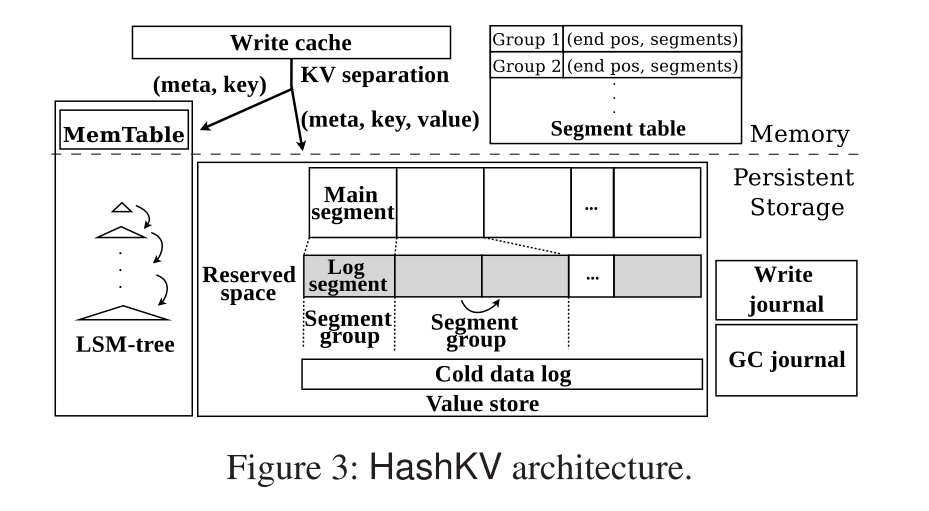 Write cache
KV separation
(meta, key)
(meta, key, value)
Group 1 (end pos, segments)
Group 2 (end pos, segments)
.
.
.
Segment table
MemTable
Memory
Persistent
Storage
Main
segment
...
Log
segment
...
Reserved
space
Segment
group
Segment
group
.
.
.
LSM-tree
Cold data log
Value store
Write
journal
GC journal
Figure 3: HashKV architecture.